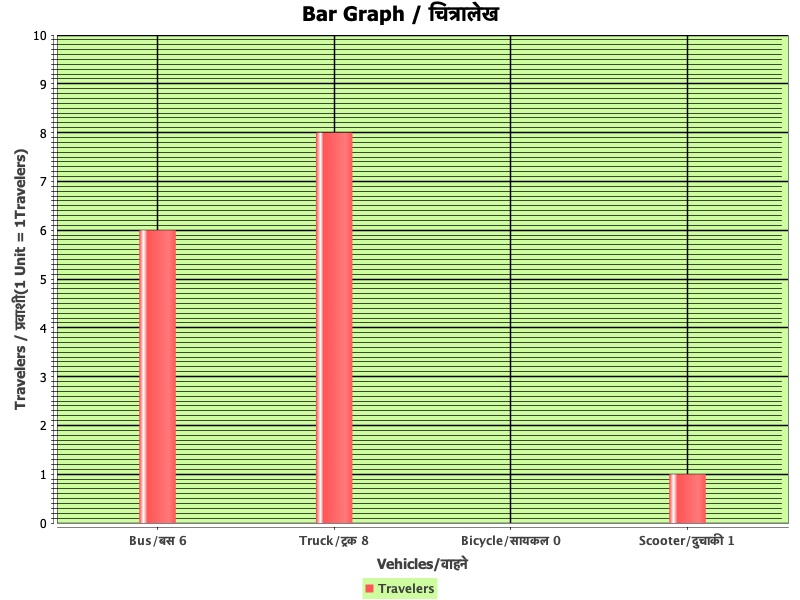 Bar Graph / चित्रालेख
10
9
8
7
6
5
4
3
2
1
0
Travelers / प्रवाशी(1 Unit = 1Travelers)
Bus/बस 6
Truck/ट्रक 8
Bicycle/सायकल 0
Scooter/दुचाकी 1
Vehicles/वाहने
Travelers